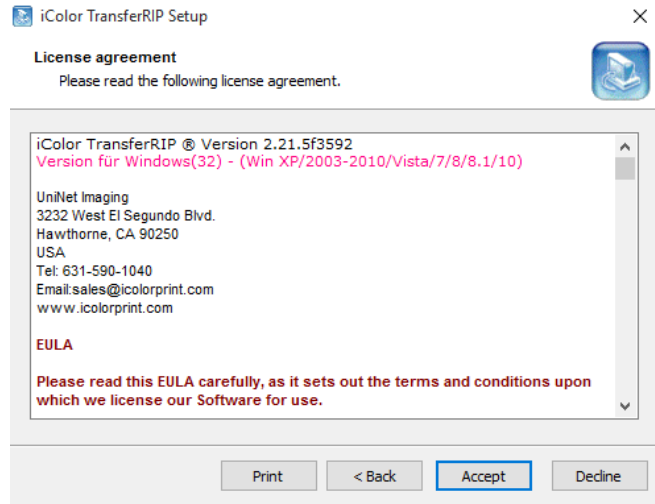 iColor TransferRIP Setup
License agreement
Please read the following license agreement.
iColor TransferRIP ® Version 2.21.5f3592
Version für Windows(32) - (Win XP/2003-2010/Vista/7/8/8.1/10)
UniNet Imaging
3232 West El Segundo Blvd.
Hawthorne, CA 90250
USA
Tel: 631-590-1040
Email:sales@icolorprint.com
www.icolorprint.com
EULA
Please read this EULA carefully, as it sets out the terms and conditions upon
which we license our Software for use.
Print
< Back
Accept
Decline